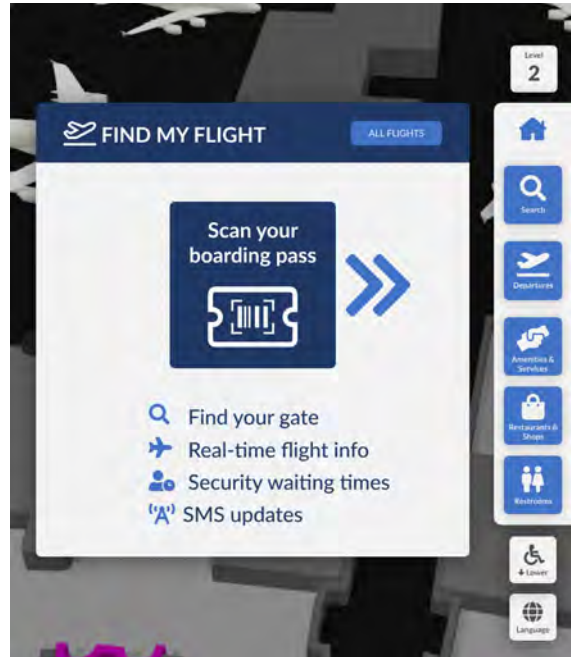 Level
2
FIND MY FLIGHT
ALL FLIGHTS
Scan your
boarding pass
Find your gate
Real-time flight info
Security waiting times
SMS updates
Search
Departures
Amenities &
Services
Restaurants &
Shops
Restrooms
Lower
Language